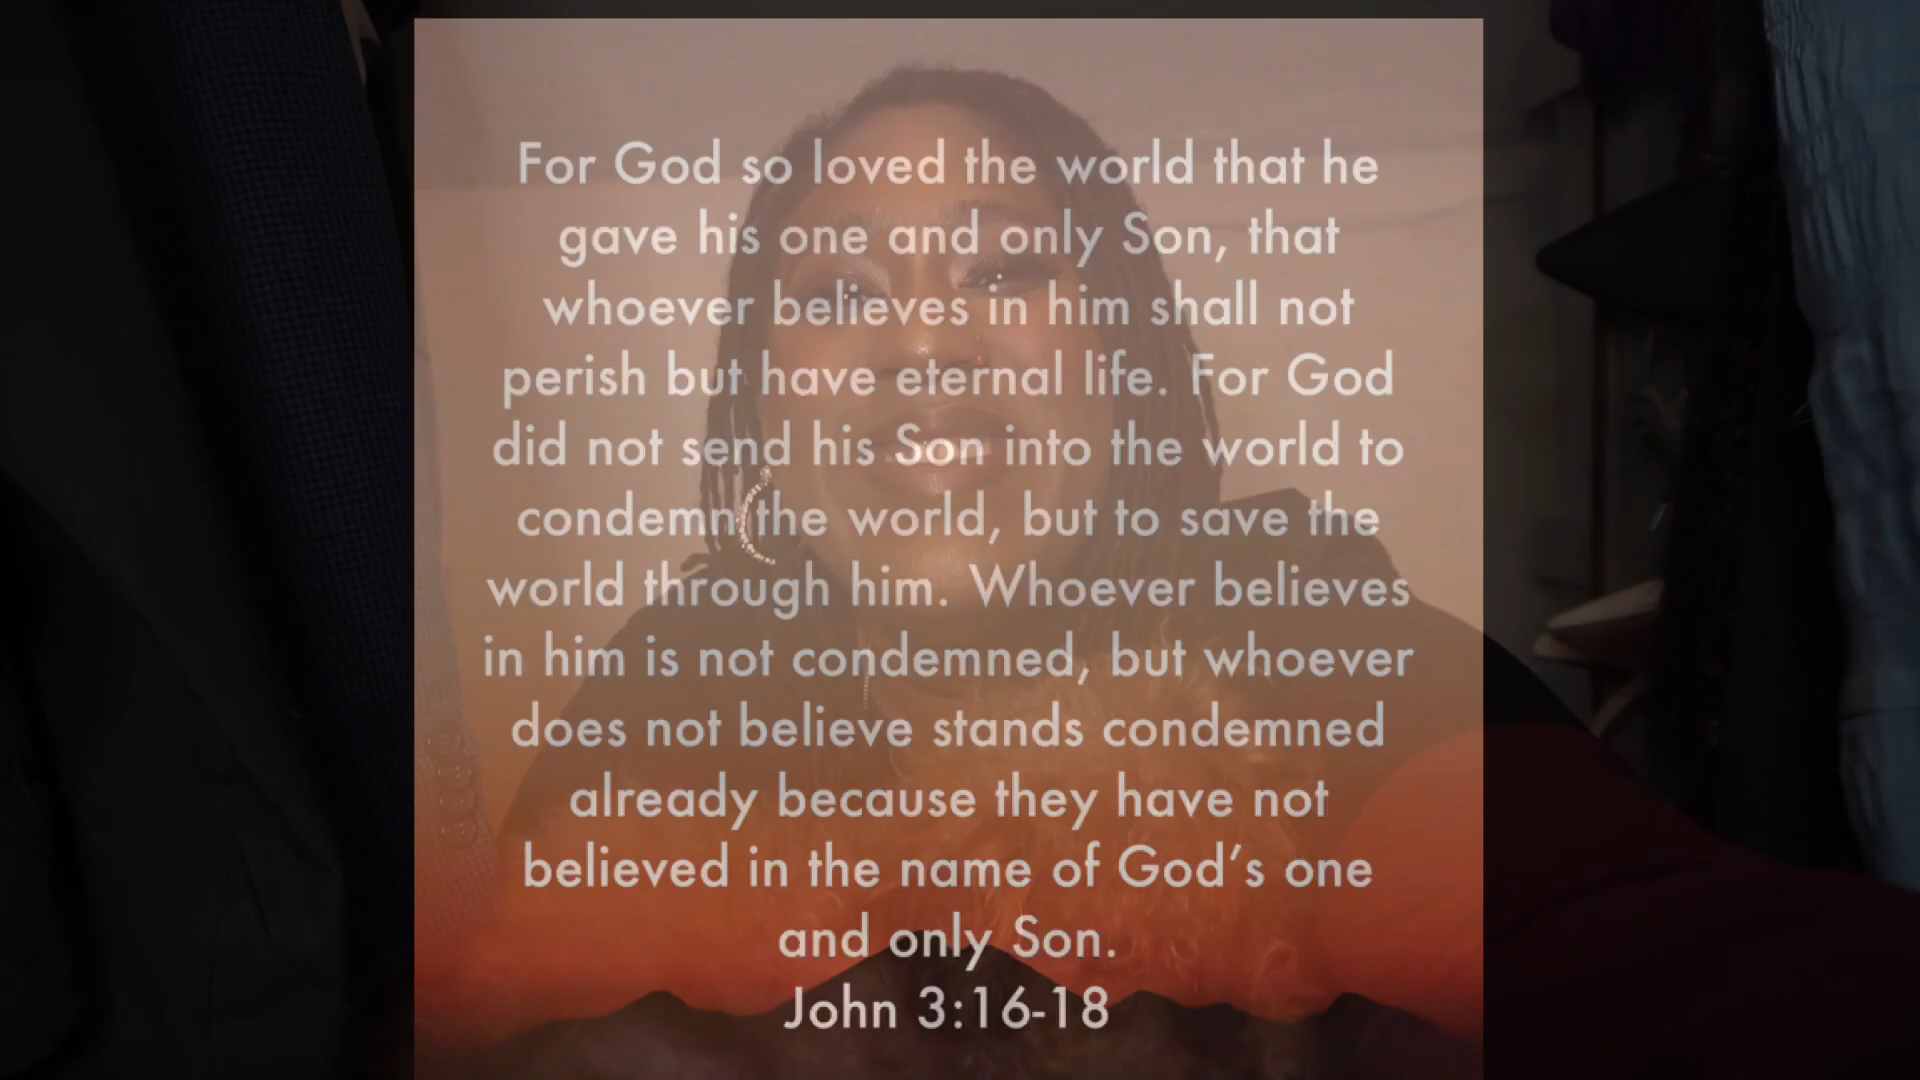 For God so loved the world that he
gave his one and only Son, that
whoever believes in him shall not
perish but have eternal life. For God
did not send his Son into the world to
condemn the world, but to save the
world through him. Whoever believes
in him is not condemned, but whoever
does not believe stands condemned
already because they have not
believed in the name of God’s one
and only Son.
John 3:16-18